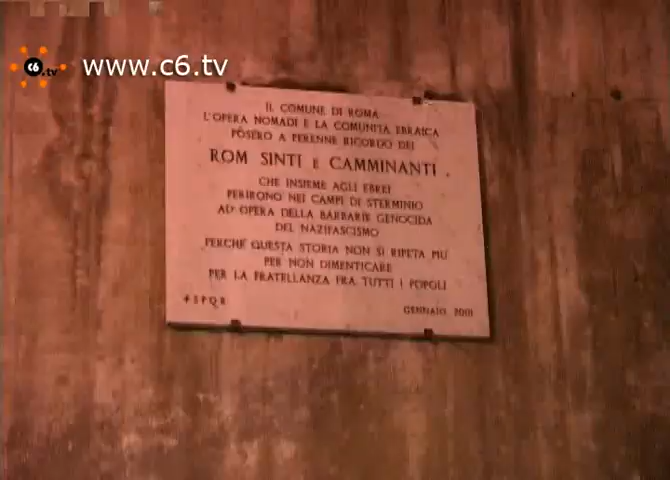 c6.tv
www.c6.tv
IL COMUNE DI ROMA
L'OPERA NOMADI E LA COMUNITÀ EBRAICA
POSERO A PERENNE RICORDO DEI
ROM SINTI E CAMMINANTI
CHE INSIEME AGLI EBREI
PERIRONO NEI CAMPI DI STERMINIO
AD OPERA DELLA BARBARIE GENOCIDA
DEL NAZIFASCISMO
PERCHÉ QUESTA STORIA NON SI RIPETA PIÙ
PER NON DIMENTICARE
PER LA FRATELLANZA FRA TUTTI I POPOLI
S P Q R
GENNAIO 2001